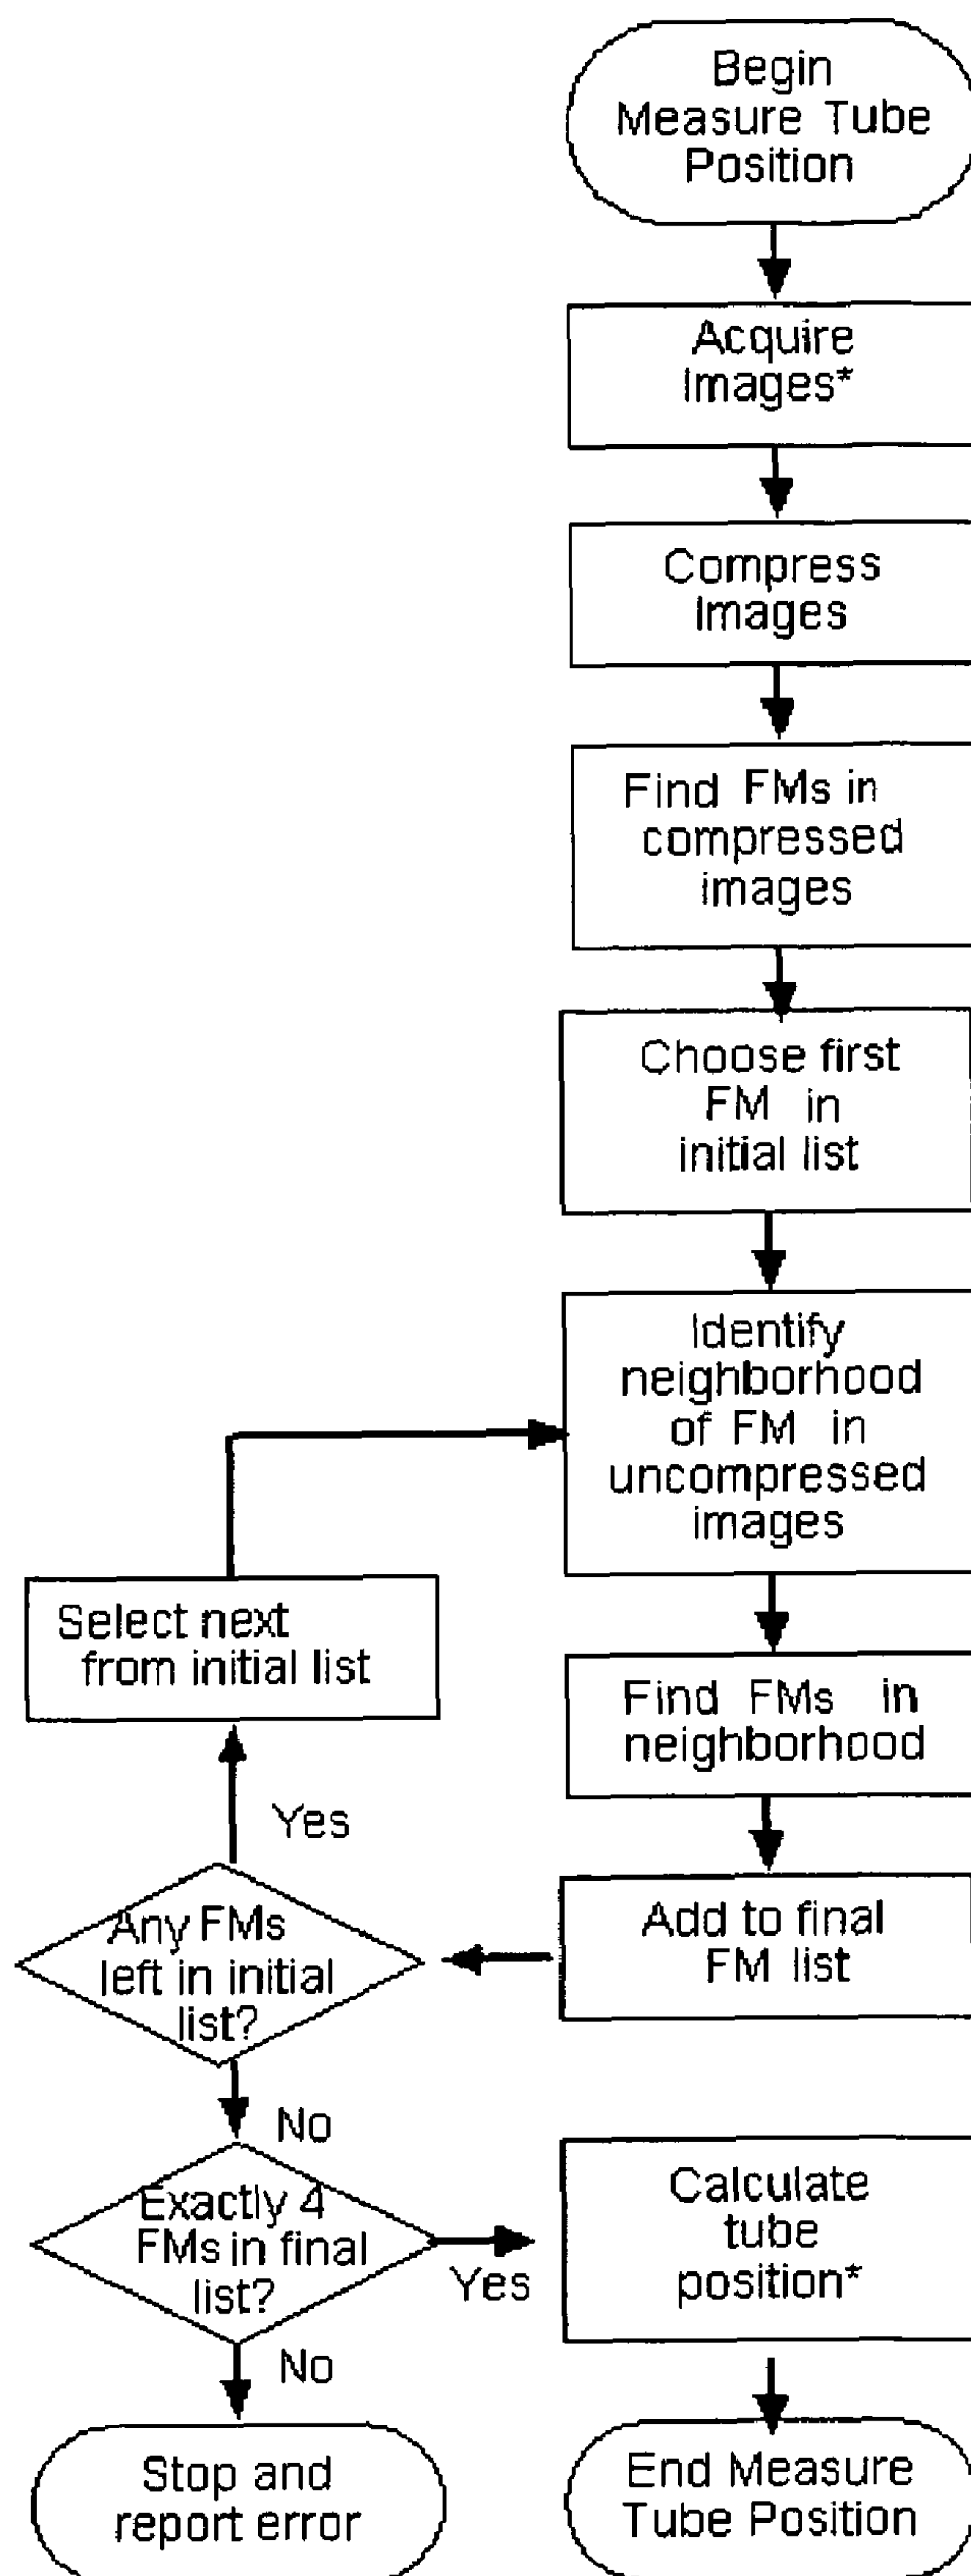 Begin
Measure Tube
Position
Acquire
Images*
Compress
Images
Find FMs in
compressed
images
Choose first
FM in
initial list
Identify
neighborhood
of FM in
uncompressed
images
Select next
from initial list
Find FMs in
neighborhood
Yes
Any FMs
left in initial
list?
Add to final
FM list
No
Exactly 4
FMs in final
list?
Yes
Calculate
tube
position*
No
Stop and
report error
End Measure
Tube Position